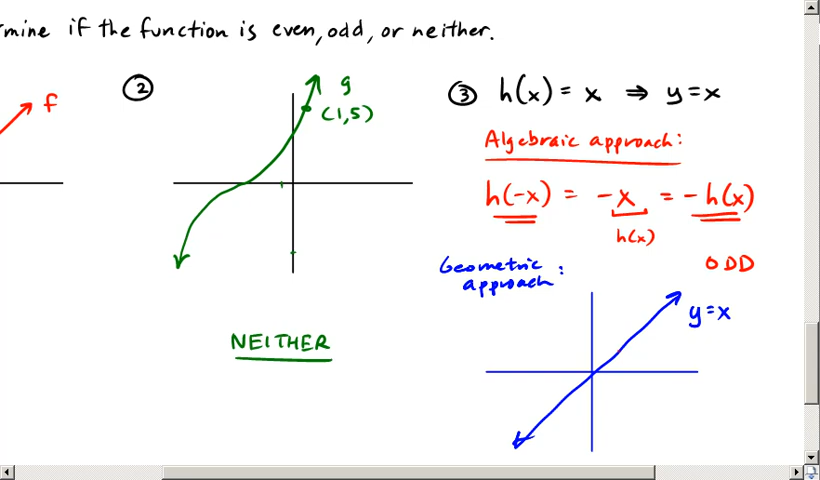 rmine if the function is even, odd, or neither.
f
②
g
(1,5)
NEITHER
③ h(x) = x ⇒ y=x
Algebraic approach:
h(-x) = -x = -h(x)
h(x)
ODD
Geometric
approach:
y=x